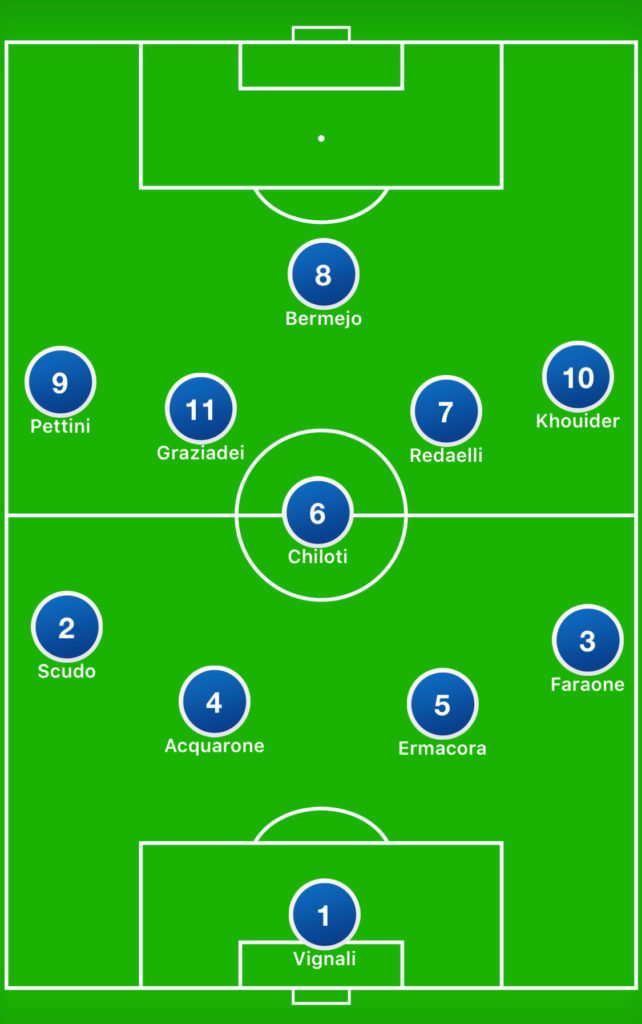 8
Bermejo
9
Pettini
11
Graziadei
7
Redaelli
10
Khouider
6
Chiloti
2
Scudo
4
Acquarone
5
Ermacora
3
Faraone
1
Vignali